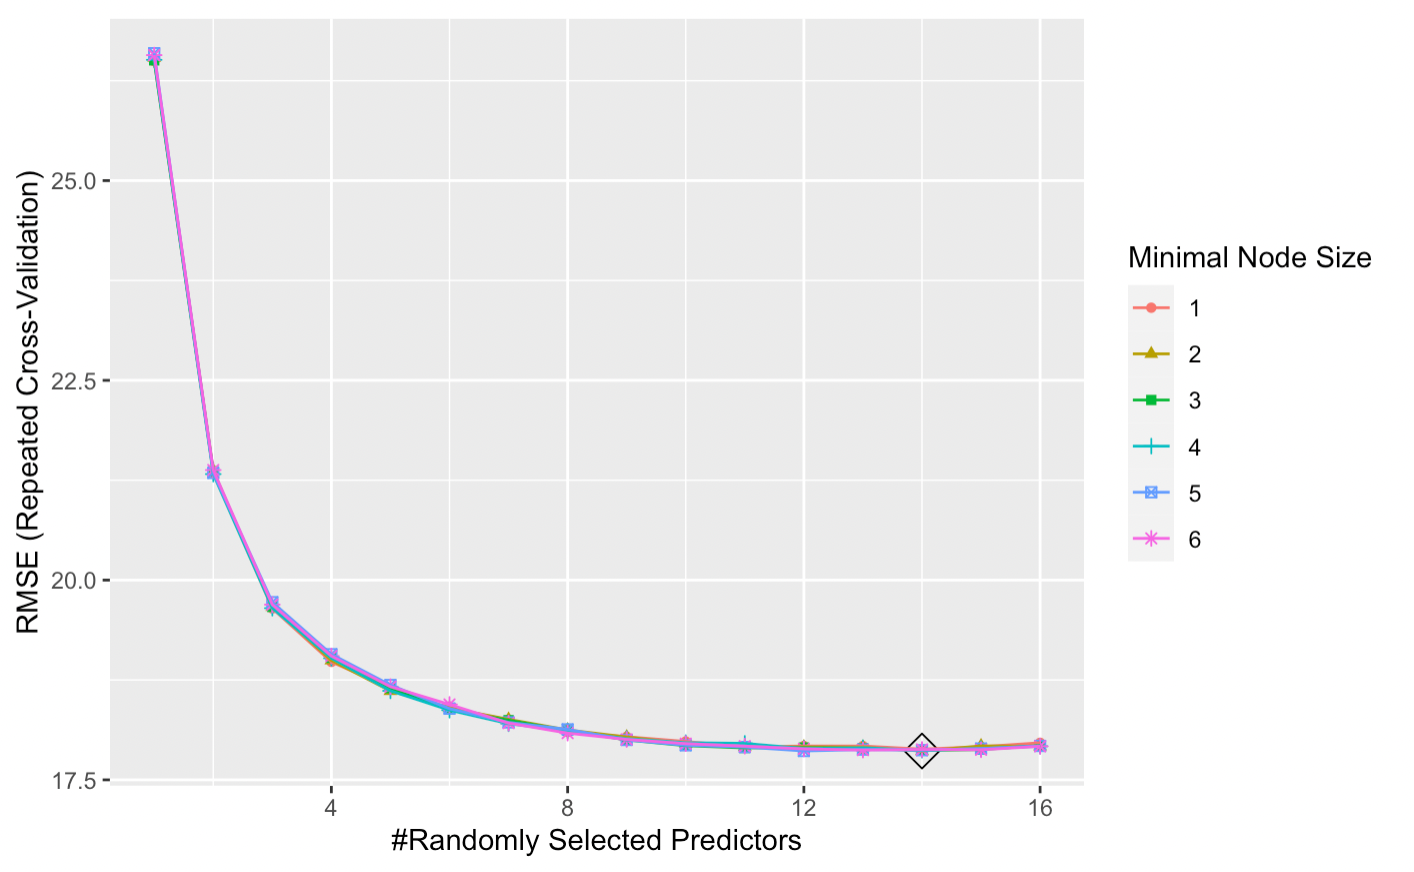 25.0
22.5
20.0
17.5
RMSE (Repeated Cross-Validation)
4 8 12 16
#Randomly Selected Predictors
Minimal Node Size
1
2
3
4
5
6